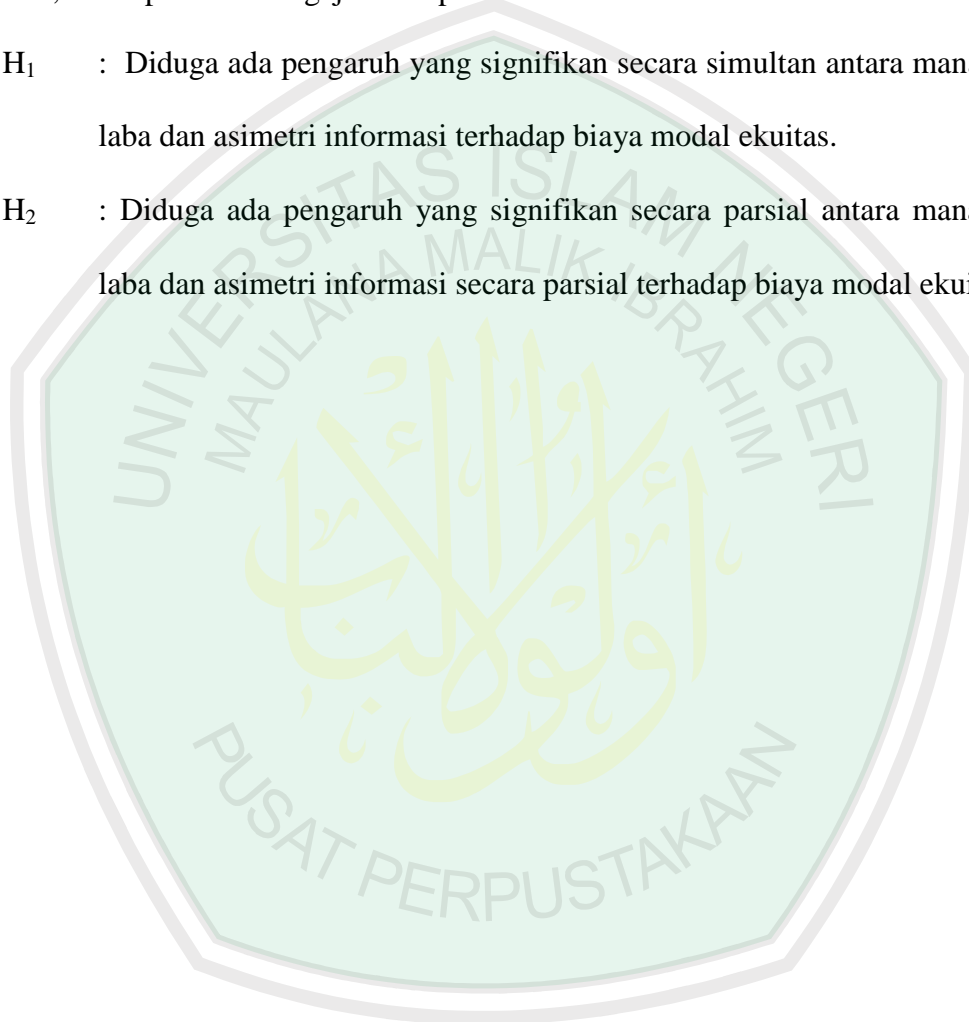 H₁ : Diduga ada pengaruh yang signifikan secara simultan antara mana
laba dan asimetri informasi terhadap biaya modal ekuitas.
H₂ : Diduga ada pengaruh yang signifikan secara parsial antara mana
laba dan asimetri informasi secara parsial terhadap biaya modal ekui
UNIVERSITAS ISLAM NEGERI
MAULANA MALIK IBRAHIM
PUSAT PERPUSTAKAAN